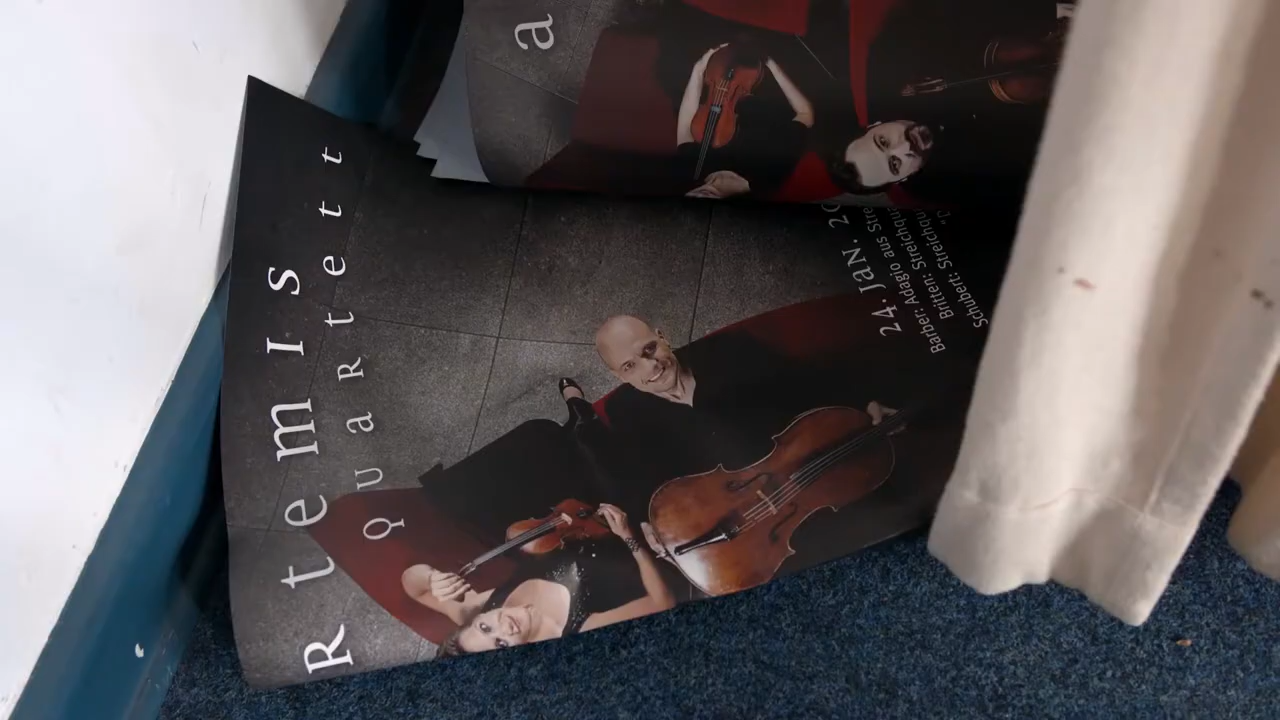 a
RtemIs
QUaRtett
24. JaN. 20
Barber: Adagio aus Stre
Britten: Streichqu
Schubert: Streichqu
"D